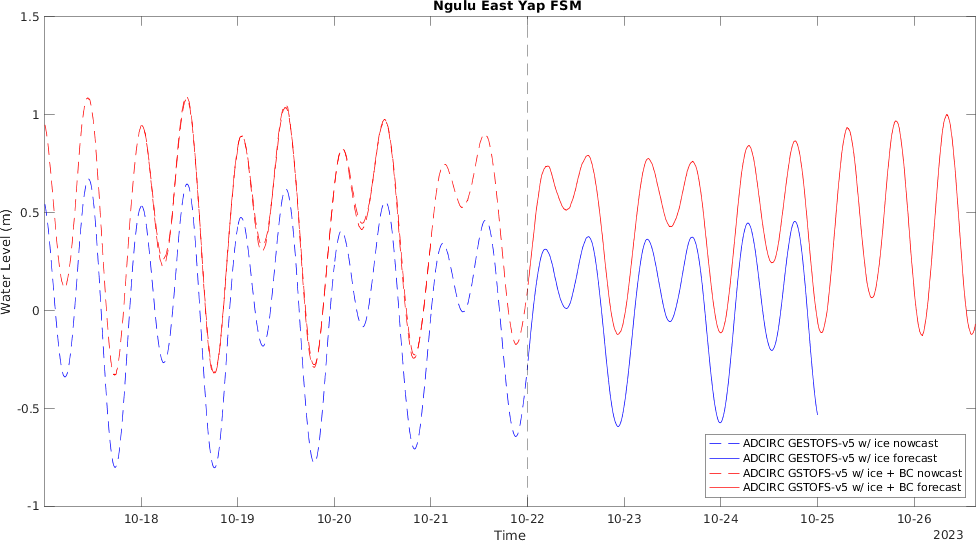 Ngulu East Yap FSM
1.5
1
0.5
0
-0.5
-1
Water Level (m)
ADCIRC GESTOFS-v5 w/ ice nowcast
ADCIRC GESTOFS-v5 w/ ice forecast
ADCIRC GSTOFS-v5 w/ ice + BC nowcast
ADCIRC GSTOFS-v5 w/ ice + BC forecast
10-18 10-19 10-20 10-21 10-22 10-23 10-24 10-25 10-26
Time
2023